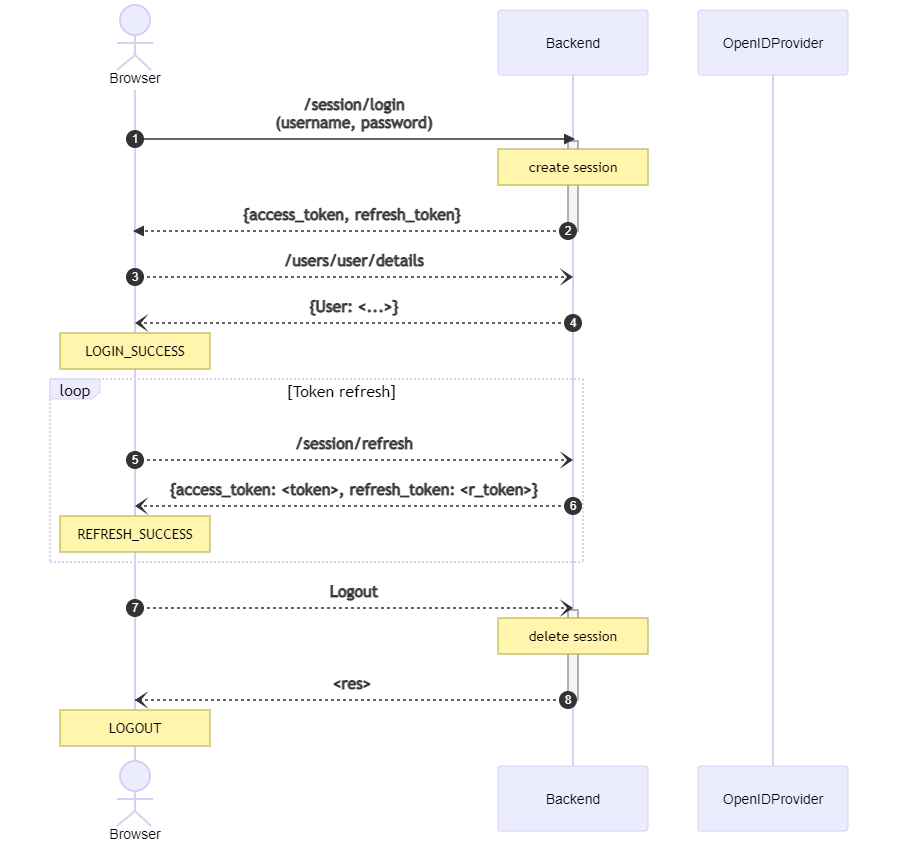 Browser
Backend
OpenIDProvider
/session/login
(username, password)
1
create session
{access_token, refresh_token}
2
/users/user/details
3
{User: <...>}
4
LOGIN_SUCCESS
loop
[Token refresh]
/session/refresh
5
{access_token: <token>, refresh_token: <r_token>}
6
REFRESH_SUCCESS
Logout
7
delete session
<res>
8
LOGOUT
Browser
Backend
OpenIDProvider